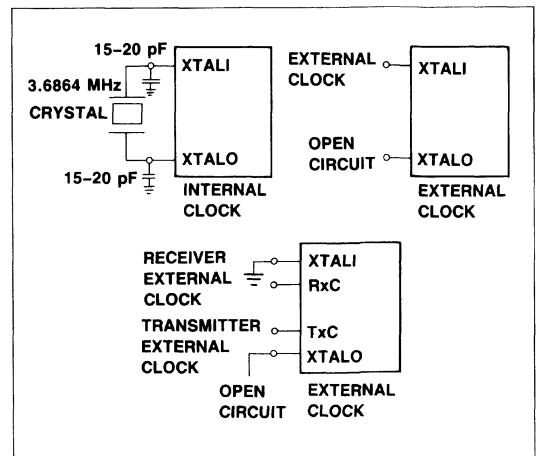 15–20 pF
XTALI
3.6864 MHz
CRYSTAL
XTALO
15–20 pF
INTERNAL
CLOCK
EXTERNAL
CLOCK
XTALI
OPEN
CIRCUIT
XTALO
EXTERNAL
CLOCK
RECEIVER
EXTERNAL
CLOCK
XTALI
RxC
TRANSMITTER
EXTERNAL
CLOCK
TxC
XTALO
OPEN
CIRCUIT
EXTERNAL
CLOCK